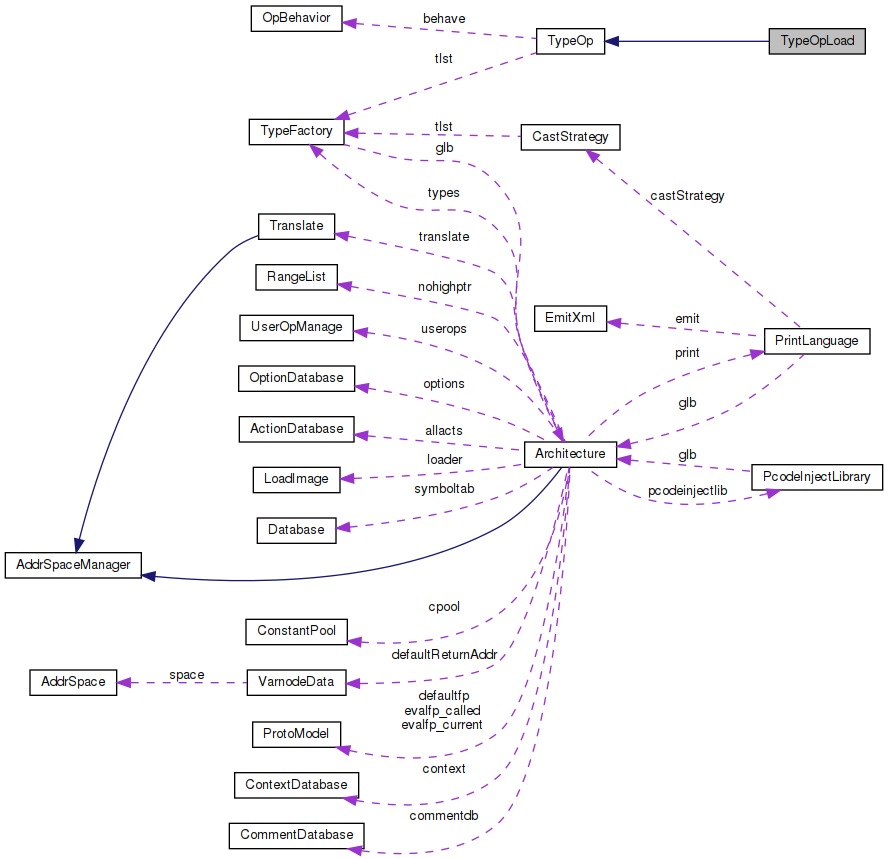 OpBehavior
behave
TypeOp
TypeOpLoad
tlst
TypeFactory
tlst
CastStrategy
glb
types
castStrategy
Translate
translate
RangeList
nohighptr
EmitXml
emit
UserOpManage
userops
PrintLanguage
print
OptionDatabase
options
glb
ActionDatabase
allacts
Architecture
glb
loader
LoadImage
PcodeInjectLibrary
symboltab
pcodeinjectlib
Database
AddrSpaceManager
cpool
ConstantPool
defaultReturnAddr
AddrSpace
space
VarnodeData
defaultfp
evalfp_called
evalfp_current
ProtoModel
context
ContextDatabase
commentdb
CommentDatabase